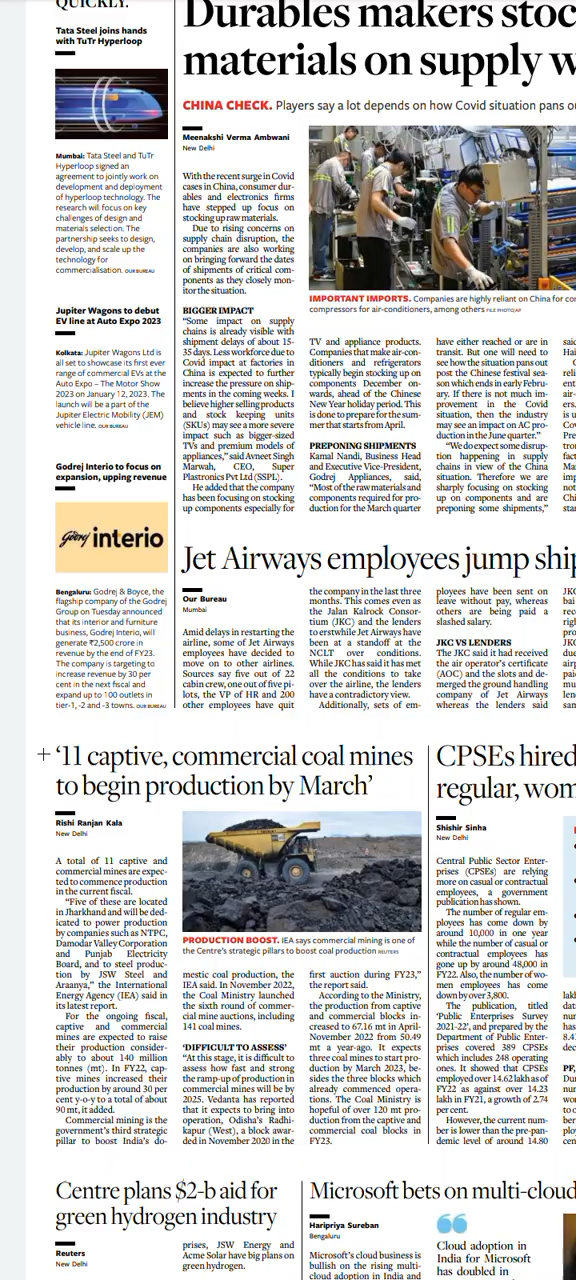 QUICKLY.
Tata Steel joins hands
with TuTr Hyperloop
Mumbai: Tata Steel and TuTr
Hyperloop signed an
agreement to jointly work on
development and deployment
of hyperloop technology. The
research will focus on key
challenges of design and
materials selection. The
partnership seeks to design,
develop, and scale up the
technology for
commercialisation. OUR BUREAU
Jupiter Wagons to debut
EV line at Auto Expo 2023
Kolkata: Jupiter Wagons Ltd is
all set to showcase its first ever
range of commercial EVs at the
Auto Expo – The Motor Show
2023 on January 12, 2023. The
launch will be a part of the
Jupiter Electric Mobility (JEM)
vehicle line. OUR BUREAU
Godrej Interio to focus on
expansion, upping revenue
Godrej interio
Bengaluru: Godrej & Boyce, the
flagship company of the Godrej
Group on Tuesday announced
that its interior and furniture
business, Godrej Interio, will
generate ₹2,500 crore in
revenue by the end of FY23.
The company is targeting to
increase revenue by 30 per
cent in the next fiscal and
expand up to 100 outlets in
tier-1, -2 and -3 towns. OUR BUREAU
Durables makers stoc
materials on supply w
CHINA CHECK. Players say a lot depends on how Covid situation pans o
Meenakshi Verma Ambwani
New Delhi
With the recent surge in Covid
cases in China, consumer dur-
ables and electronics firms
have stepped up focus on
stocking up raw materials.
Due to rising concerns on
supply chain disruption, the
companies are also working
on bringing forward the dates
of shipments of critical com-
ponents as they closely mon-
itor the situation.
BIGGER IMPACT
“Some impact on supply
chains is already visible with
shipment delays of about 15-
35 days. Less workforce due to
Covid impact at factories in
China is expected to further
increase the pressure on ship-
ments in the coming weeks. I
believe higher selling products
and stock keeping units
(SKUs) may see a more severe
impact such as bigger-sized
TVs and premium models of
appliances,” said Avneet Singh
Marwah, CEO, Super
Plastronics Pvt Ltd (SSPL).
He added that the company
has been focusing on stocking
up components especially for
IMPORTANT IMPORTS. Companies are highly reliant on China for co
compressors for air-conditioners, among others FILE PHOTO/AP
TV and appliance products.
Companies that make air-con-
ditioners and refrigerators
typically begin stocking up on
components December on-
wards, ahead of the Chinese
New Year holiday period. This
is done to prepare for the sum-
mer that starts from April.
PREPONING SHIPMENTS
Kamal Nandi, Business Head
and Executive Vice-President,
Godrej Appliances, said,
“Most of the raw materials and
components required for pro-
duction for the March quarter
have either reached or are in
transit. But one will need to
see how the situation pans out
post the Chinese festival sea-
son which ends in early Febru-
ary. If there is not much im-
provement in the Covid
situation, then the industry
may see an impact on AC pro-
duction in the June quarter.”
“We do expect some disrup-
tion happening in supply
chains in view of the China
situation. Therefore we are
sharply focusing on stocking
up on components and are
preponing some shipments,”
Jet Airways employees jump ship
Our Bureau
Mumbai
Amid delays in restarting the
airline, some of Jet Airways
employees have decided to
move on to other airlines.
Sources say five out of 22
cabin crew, one out of five pi-
lots, the VP of HR and 200
other employees have quit
the company in the last three
months. This comes even as
the Jalan Kalrock Consor-
tium (JKC) and the lenders
to erstwhile Jet Airways have
been at a standoff at the
NCLT over conditions.
While JKC has said it has met
all the conditions to take
over the airline, the lenders
have a contradictory view.
Additionally, sets of em-
ployees have been sent on
leave without pay, whereas
others are being paid a
slashed salary.
JKC VS LENDERS
The JKC said it had received
the air operator’s certificate
(AOC) and the slots and de-
merged the ground handling
company of Jet Airways
whereas the lenders said
‘11 captive, commercial coal mines
to begin production by March’
Rishi Ranjan Kala
New Delhi
A total of 11 captive and
commercial mines are expec-
ted to commence production
in the current fiscal.
“Five of these are located
in Jharkhand and will be ded-
icated to power production
by companies such as NTPC,
Damodar Valley Corporation
and Punjab Electricity
Board, and to steel produc-
tion by JSW Steel and
Araanya,” the International
Energy Agency (IEA) said in
its latest report.
For the ongoing fiscal,
captive and commercial
mines are expected to raise
their production consider-
ably to about 140 million
tonnes (mt). In FY22, cap-
tive mines increased their
production by around 30 per
cent y-o-y to a total of about
90 mt, it added.
Commercial mining is the
government’s third strategic
pillar to boost India’s do-
PRODUCTION BOOST. IEA says commercial mining is one of
the Centre’s strategic pillars to boost coal production REUTERS
mestic coal production, the
IEA said. In November 2022,
the Coal Ministry launched
the sixth round of commer-
cial mine auctions, including
141 coal mines.
‘DIFFICULT TO ASSESS’
“At this stage, it is difficult to
assess how fast and strong
the ramp-up of production in
commercial mines will be by
2025. Vedanta has reported
that it expects to bring into
operation, Odisha’s Radhi-
kapur (West), a block awar-
ded in November 2020 in the
first auction during FY23,”
the report said.
According to the Ministry,
the production from captive
and commercial blocks in-
creased to 67.16 mt in April-
November 2022 from 50.49
mt a year-ago. It expects
three coal mines to start pro-
duction by March 2023, be-
sides the three blocks which
already commenced opera-
tions. The Coal Ministry is
hopeful of over 120 mt pro-
duction from the captive and
commercial coal blocks in
FY23.
CPSEs hired
regular, wom
Shishir Sinha
New Delhi
Central Public Sector Enter-
prises (CPSEs) are relying
more on casual or contractual
employees, a government
publication has shown.
The number of regular em-
ployees has come down by
around 10,000 in one year
while the number of casual or
contractual employees has
gone up by around 48,000 in
FY22. Also, the number of wo-
men employees has come
down by over 3,800.
The publication, titled
‘Public Enterprises Survey
2021-22’, and prepared by the
Department of Public Enter-
prises covered 389 CPSEs
which includes 248 operating
ones. It showed that CPSEs
employed over 14.62 lakh as of
FY22 as against over 14.23
lakh in FY21, a growth of 2.74
per cent.
However, the current num-
ber is lower than the pre-pan-
demic level of around 14.80
Centre plans $2-b aid for
green hydrogen industry
Reuters
New Delhi
prises, JSW Energy and
Acme Solar have big plans on
green hydrogen.
Microsoft bets on multi-cloud
Haripriya Sureban
Bengaluru
Microsoft’s cloud business is
bullish on the rising multi-
cloud adoption in India and
Cloud adoption in
India for Microsoft
has doubled in